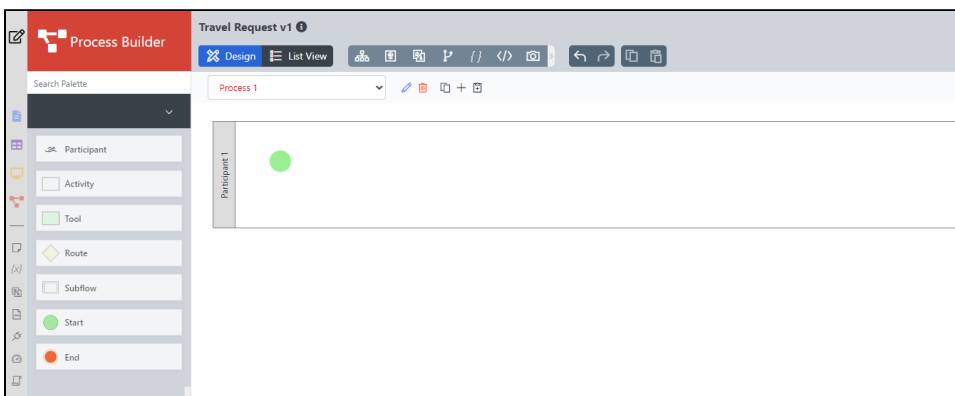 Travel Request v1
Process Builder
Design
List View
{ }
</>
Search Palette
Process 1
Participant
Activity
Tool
Route
{x}
Subflow
Start
End
Participant 1